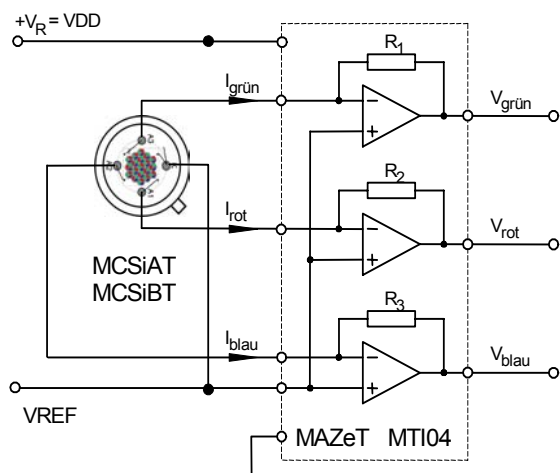 +V_R = VDD
R_1
I_grün
V_grün
R_2
I_rot
V_rot
MCSiAT
MCSiBT
R_3
I_blau
V_blau
VREF
MAZeT MTI04